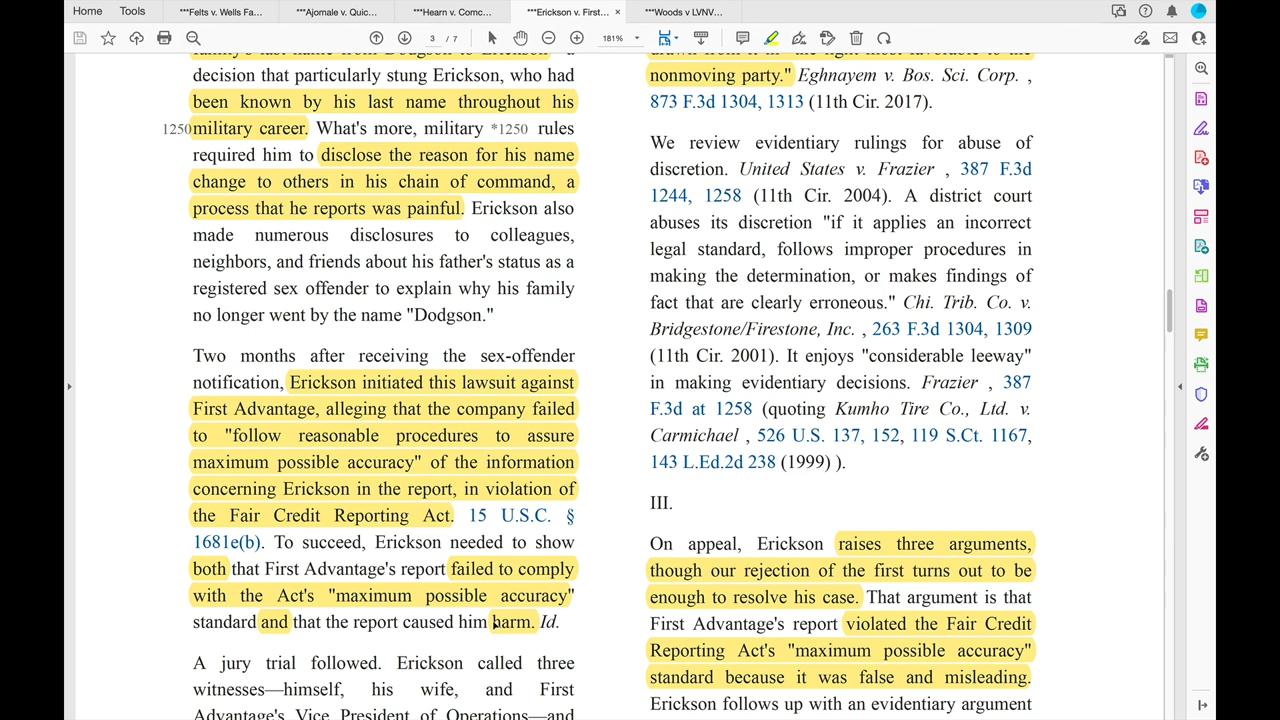 Home Tools ***Felts v. Wells Fa... ***Ajomale v. Quic... ***Hearn v. Comc... ***Erickson v. First... × ***Woods v LVNV...
3 / 7 181%
decision that particularly stung Erickson, who had
been known by his last name throughout his
1250 military career. What's more, military *1250 rules
required him to disclose the reason for his name
change to others in his chain of command, a
process that he reports was painful. Erickson also
made numerous disclosures to colleagues,
neighbors, and friends about his father's status as a
registered sex offender to explain why his family
no longer went by the name "Dodgson."
Two months after receiving the sex-offender
notification, Erickson initiated this lawsuit against
First Advantage, alleging that the company failed
to "follow reasonable procedures to assure
maximum possible accuracy" of the information
concerning Erickson in the report, in violation of
the Fair Credit Reporting Act. 15 U.S.C. §
1681e(b). To succeed, Erickson needed to show
both that First Advantage's report failed to comply
with the Act's "maximum possible accuracy"
standard and that the report caused him harm. Id.
A jury trial followed. Erickson called three
witnesses—himself, his wife, and First
Advantage's Vice President of Operations—and
nonmoving party." Eghnayem v. Bos. Sci. Corp. ,
873 F.3d 1304, 1313 (11th Cir. 2017).
We review evidentiary rulings for abuse of
discretion. United States v. Frazier , 387 F.3d
1244, 1258 (11th Cir. 2004). A district court
abuses its discretion "if it applies an incorrect
legal standard, follows improper procedures in
making the determination, or makes findings of
fact that are clearly erroneous." Chi. Trib. Co. v.
Bridgestone/Firestone, Inc. , 263 F.3d 1304, 1309
(11th Cir. 2001). It enjoys "considerable leeway"
in making evidentiary decisions. Frazier , 387
F.3d at 1258 (quoting Kumho Tire Co., Ltd. v.
Carmichael , 526 U.S. 137, 152, 119 S.Ct. 1167,
143 L.Ed.2d 238 (1999) ).
III.
On appeal, Erickson raises three arguments,
though our rejection of the first turns out to be
enough to resolve his case. That argument is that
First Advantage's report violated the Fair Credit
Reporting Act's "maximum possible accuracy"
standard because it was false and misleading.
Erickson follows up with an evidentiary argument